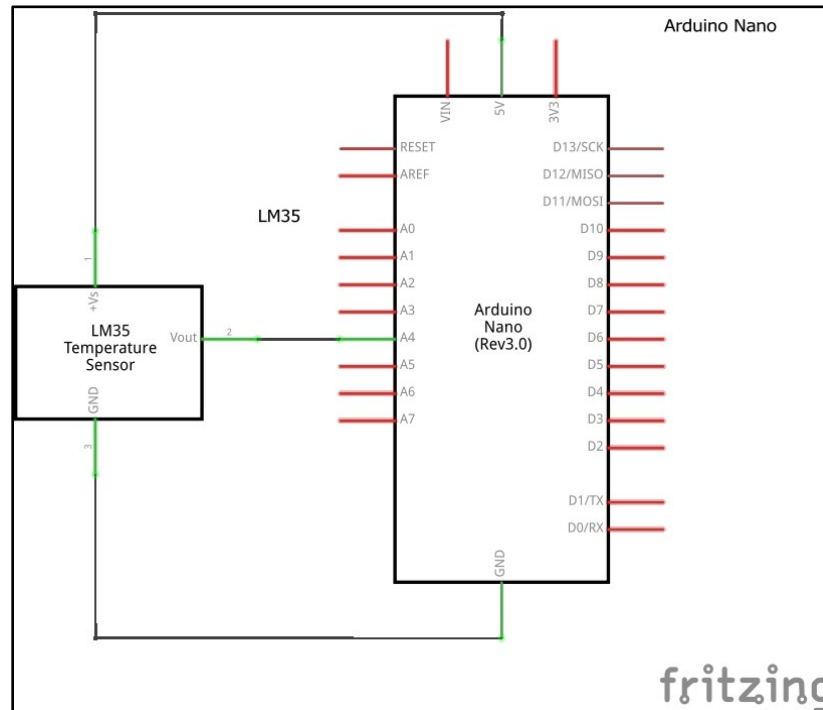 Arduino Nano
VIN
5V
3V3
RESET
AREF
D13/SCK
D12/MISO
D11/MOSI
LM35
A0
A1
A2
A3
A4
A5
A6
A7
D10
D9
D8
D7
D6
D5
D4
D3
D2
D1/TX
D0/RX
Arduino
Nano
(Rev3.0)
GND
1
+Vs
LM35
Temperature
Sensor
Vout
2
GND
3
fritzing